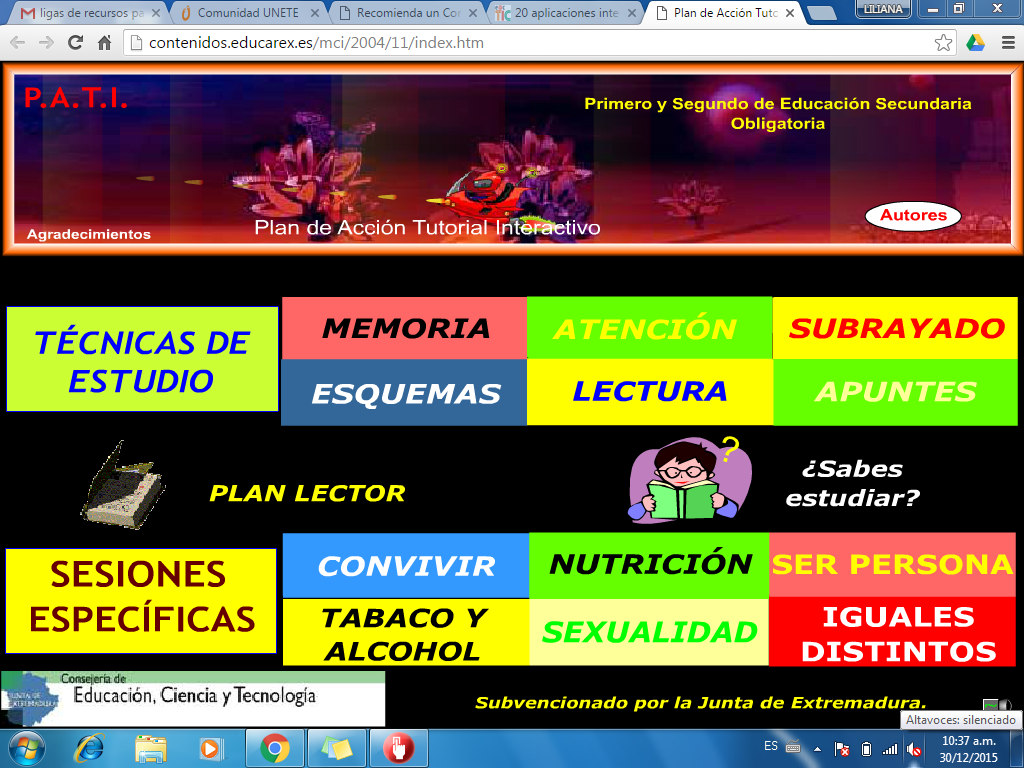 ligas de recursos pa
Comunidad UNETE
Recomienda un Cor
20 aplicaciones inte
Plan de Acción Tuto
LILIANA
contenidos.educarex.es/mci/2004/11/index.htm
P.A.T.I.
Primero y Segundo de Educación Secundaria
Obligatoria
Plan de Acción Tutorial Interactivo
Autores
Agradecimientos
TÉCNICAS DE
ESTUDIO
MEMORIA
ATENCIÓN
SUBRAYADO
ESQUEMAS
LECTURA
APUNTES
PLAN LECTOR
?
¿Sabes
estudiar?
SESIONES
ESPECÍFICAS
CONVIVIR
NUTRICIÓN
SER PERSONA
TABACO Y
ALCOHOL
SEXUALIDAD
IGUALES
DISTINTOS
JUNTA DE
EXTREMADURA
Consejería de
Educación, Ciencia y Tecnología
Subvencionado por la Junta de Extremadura.
Altavoces: silenciado
ES
10:37 a.m.
30/12/2015